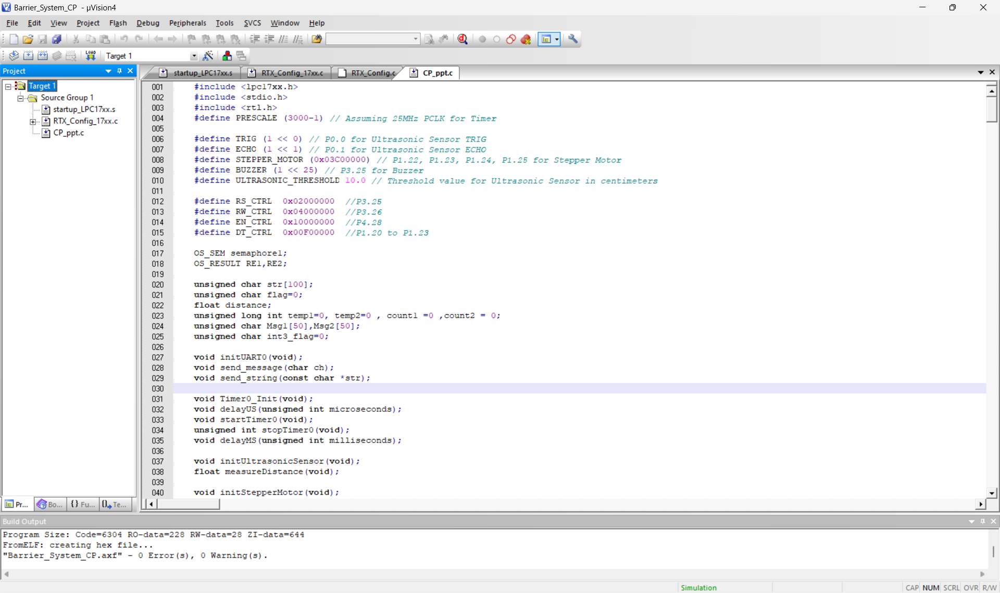 Barrier_System_CP - µVision4
File Edit View Project Flash Debug Peripherals Tools SVCS Window Help
LOAD Target 1
Project
startup_LPC17xx.s RTX_Config_17xx.c RTX_Config.c CP_ppt.c
Target 1
Source Group 1
startup_LPC17xx.s
RTX_Config_17xx.c
CP_ppt.c
001 #include <lpc17xx.h>
002 #include <stdio.h>
003 #include <rtl.h>
004 #define PRESCALE (3000-1) // Assuming 25MHz PCLK for Timer
005
006 #define TRIG (1 << 0) // P0.0 for Ultrasonic Sensor TRIG
007 #define ECHO (1 << 1) // P0.1 for Ultrasonic Sensor ECHO
008 #define STEPPER_MOTOR (0x03C00000) // P1.22, P1.23, P1.24, P1.25 for Stepper Motor
009 #define BUZZER (1 << 25) // P3.25 for Buzzer
010 #define ULTRASONIC_THRESHOLD 10.0 // Threshold value for Ultrasonic Sensor in centimeters
011
012 #define RS_CTRL 0x02000000 //P3.25
013 #define RW_CTRL 0x04000000 //P3.26
014 #define EN_CTRL 0x10000000 //P4.28
015 #define DT_CTRL 0x00F00000 //P1.20 to P1.23
016
017 OS_SEM semaphore1;
018 OS_RESULT RE1,RE2;
019
020 unsigned char str[100];
021 unsigned char flag=0;
022 float distance;
023 unsigned long int temp1=0, temp2=0 , count1 =0 ,count2 = 0;
024 unsigned char Msg1[50],Msg2[50];
025 unsigned char int3_flag=0;
026
027 void initUART0(void);
028 void send_message(char ch);
029 void send_string(const char *str);
030
031 void Timer0_Init(void);
032 void delayUS(unsigned int microseconds);
033 void startTimer0(void);
034 unsigned int stopTimer0(void);
035 void delayMS(unsigned int milliseconds);
036
037 void initUltrasonicSensor(void);
038 float measureDistance(void);
039
040 void initStepperMotor(void);
Pr... Bo... {} Fu... 0 Te...
Build Output
Program Size: Code=6304 RO-data=228 RW-data=28 ZI-data=644
FromELF: creating hex file...
"Barrier_System_CP.axf" - 0 Error(s), 0 Warning(s).
Simulation CAP NUM SCRL OVR R/W